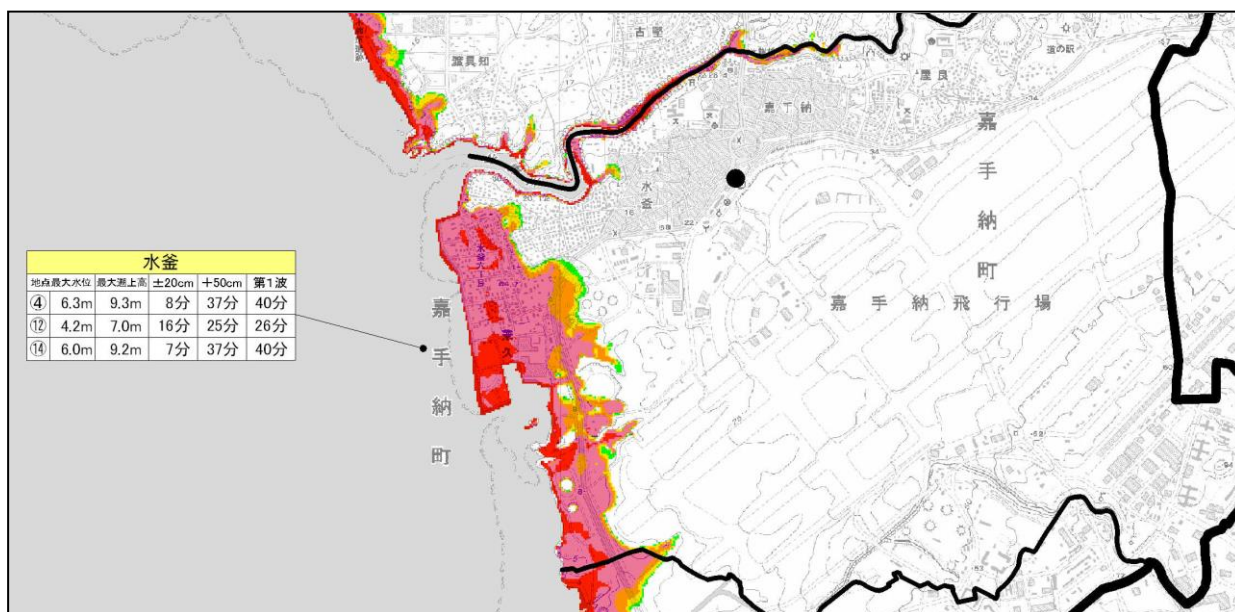 古堅
渡具知
道の駅
屋良
嘉手納
水釜
嘉手納町
嘉手納飛行場
嘉手納町
兼久
水釜
地点 最大水位 最大遡上高 ±20cm +50cm 第1波
④ 6.3m 9.3m 8分 37分 40分
⑫ 4.2m 7.0m 16分 25分 26分
⑭ 6.0m 9.2m 7分 37分 40分